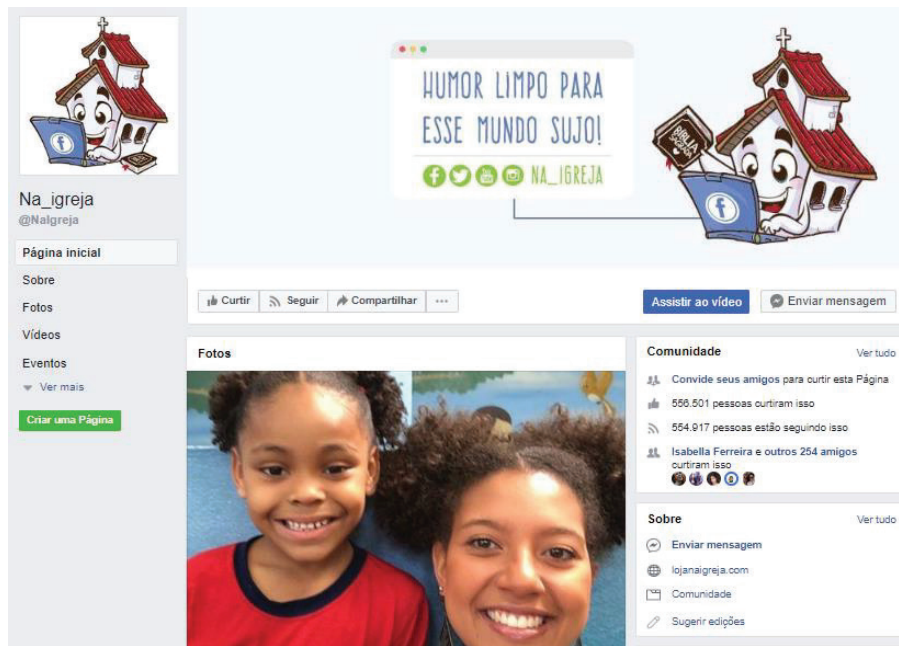 Na_igreja
@NaIgreja
Página inicial
Sobre
Fotos
Vídeos
Eventos
Ver mais
Criar uma Página
HUMOR LIMPO PARA
ESSE MUNDO SUJO!
NA_IGREJA
BÍBLIA
SAGRADA
Curtir Seguir Compartilhar ...
Assistir ao vídeo Enviar mensagem
Fotos
Comunidade Ver tudo
Convide seus amigos para curtir esta Página
556.501 pessoas curtiram isso
554.917 pessoas estão seguindo isso
Isabella Ferreira e outros 254 amigos
curtiram isso
Sobre Ver tudo
Enviar mensagem
lojanaigreja.com
Comunidade
Sugerir edições